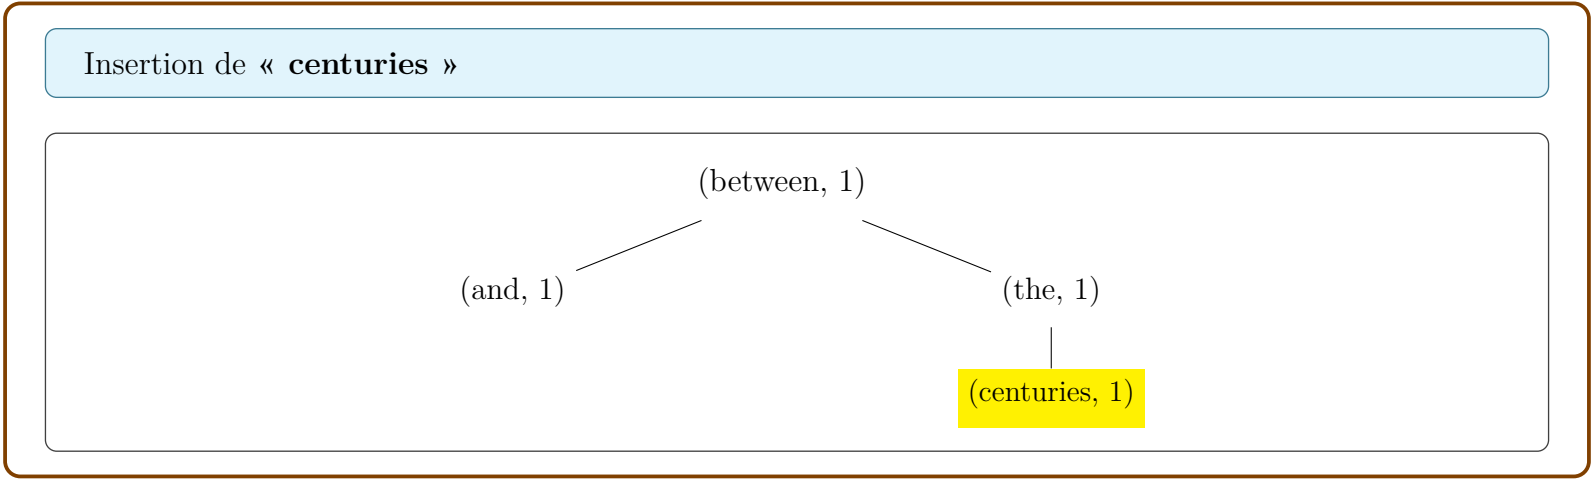 Insertion de « centuries »
(between, 1)
(and, 1) (the, 1)
(centuries, 1)